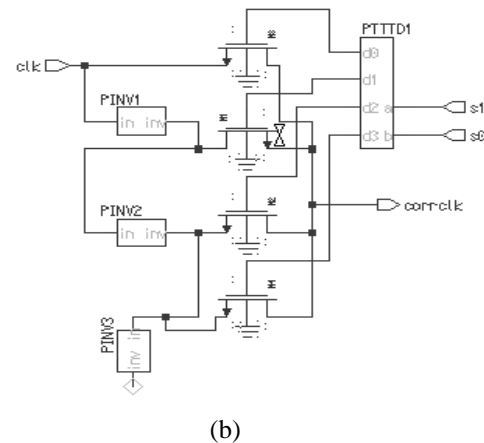 PTTTD1
clk
d0
d1
PINV1
in inv
d2 a
s1
d3 b
s0
corrclk
PINV2
in inv
PINV3
inv in
(b)